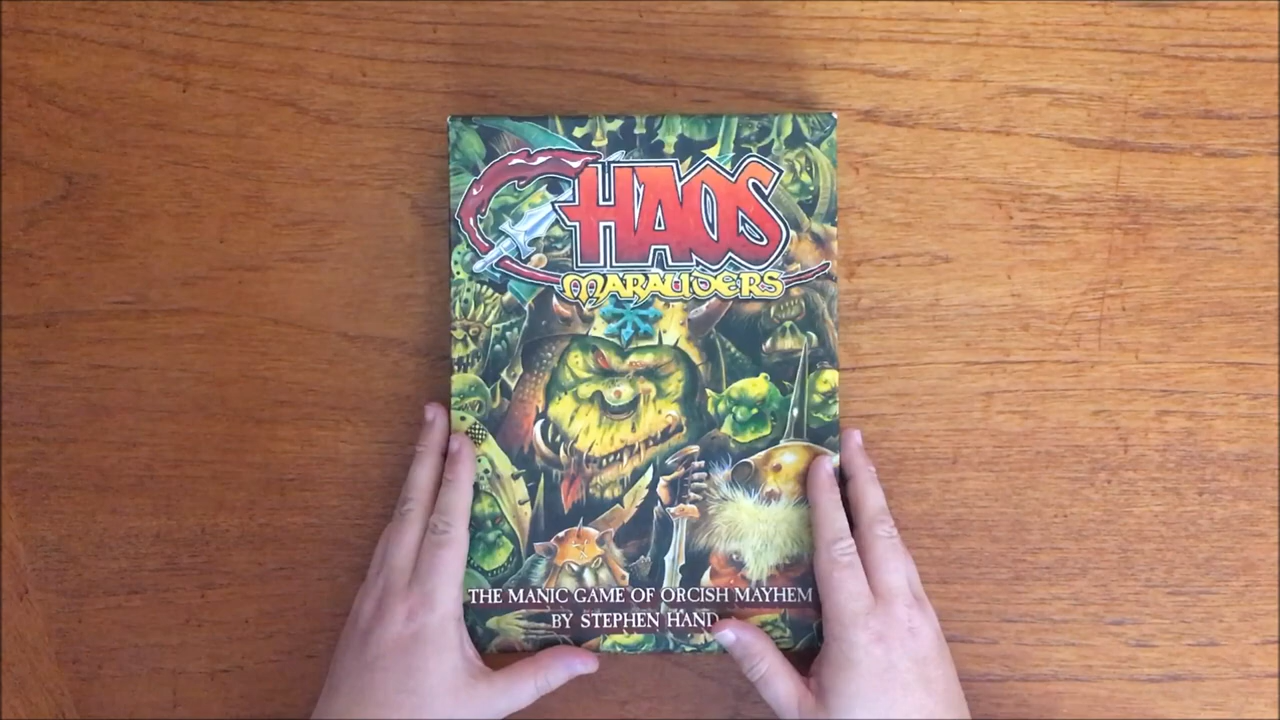 CHAOS
MARAUDERS
THE MANIC GAME OF ORCISH MAYHEM
BY STEPHEN HAND